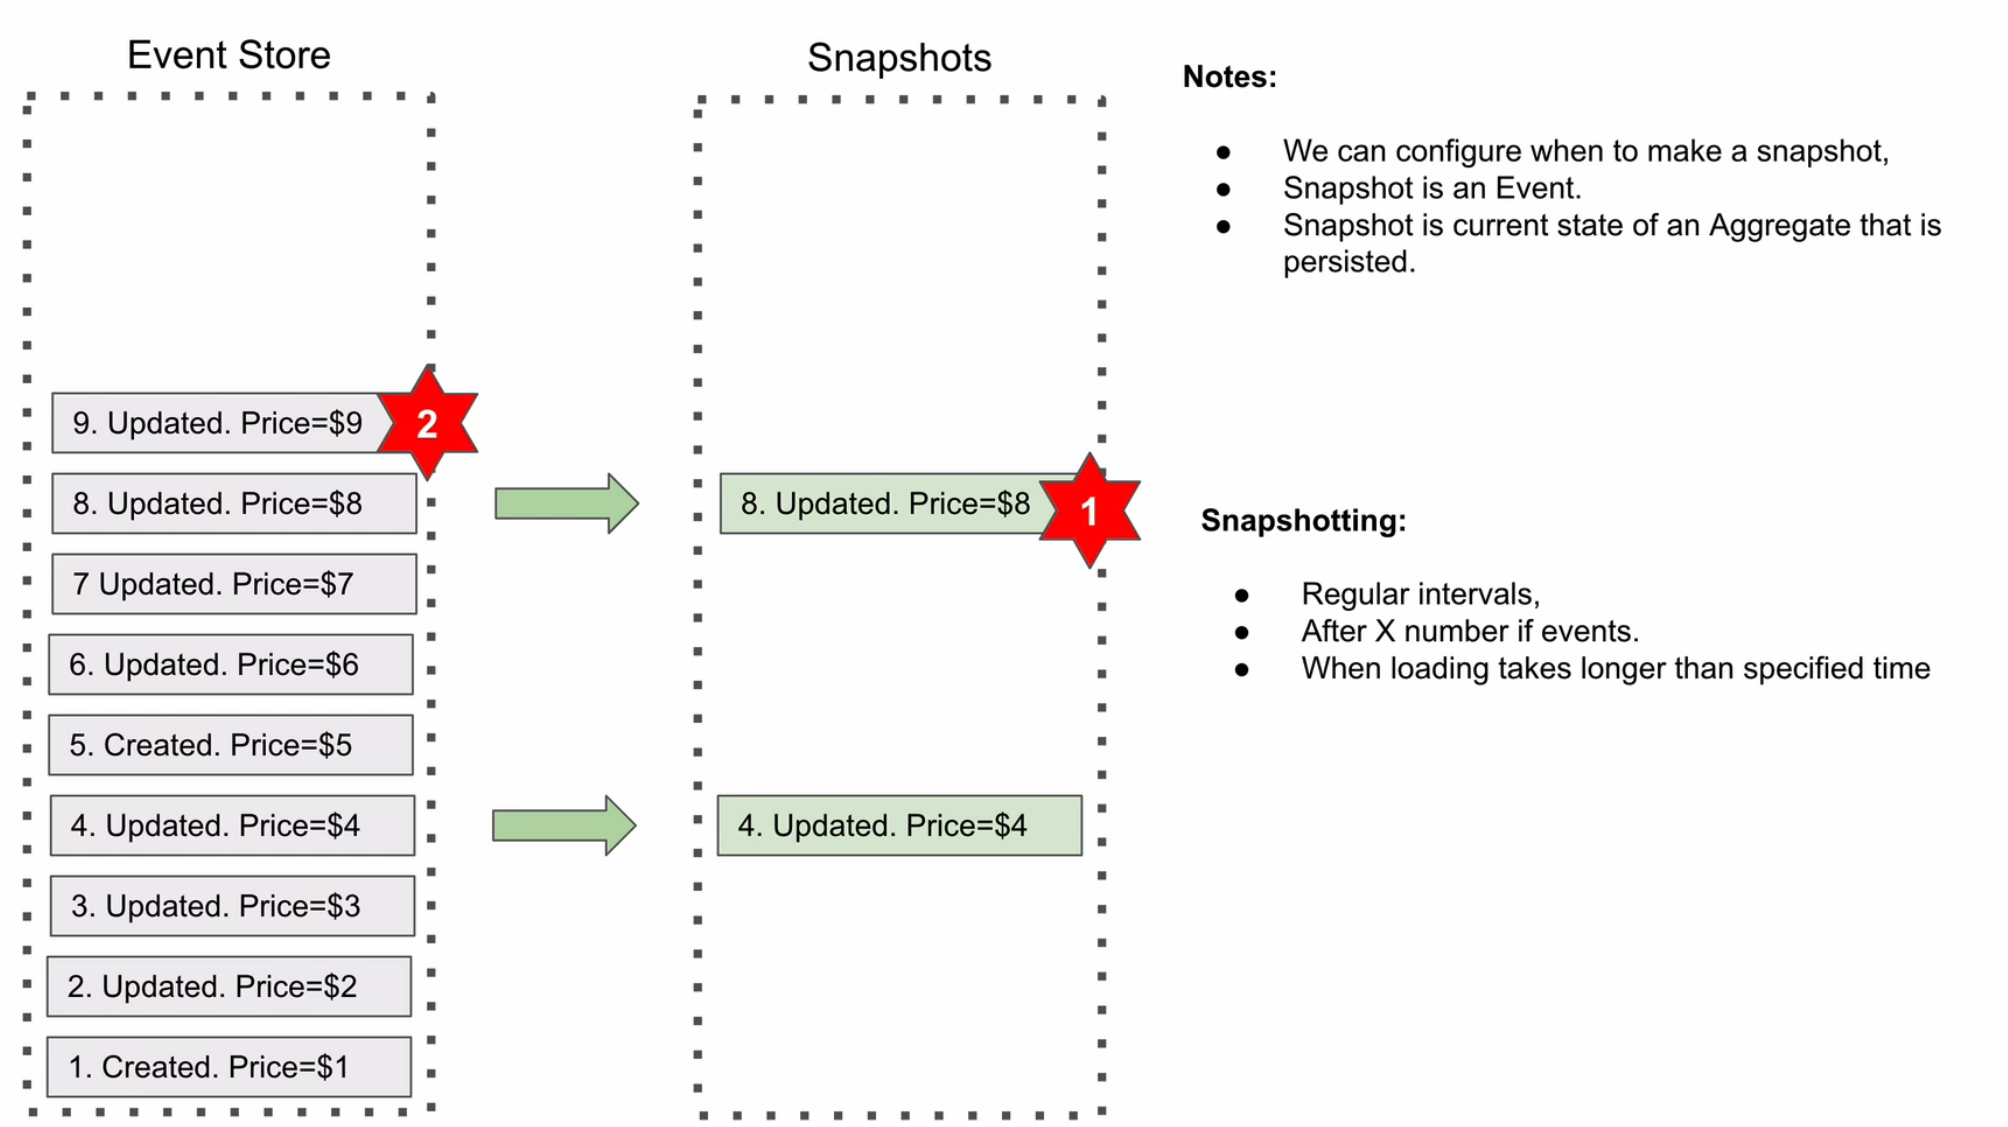 Event Store
9. Updated. Price=$9
2
8. Updated. Price=$8
7 Updated. Price=$7
6. Updated. Price=$6
5. Created. Price=$5
4. Updated. Price=$4
3. Updated. Price=$3
2. Updated. Price=$2
1. Created. Price=$1
Snapshots
8. Updated. Price=$8
1
4. Updated. Price=$4
Notes:
● We can configure when to make a snapshot,
● Snapshot is an Event.
● Snapshot is current state of an Aggregate that is
persisted.
Snapshotting:
● Regular intervals,
● After X number if events.
● When loading takes longer than specified time